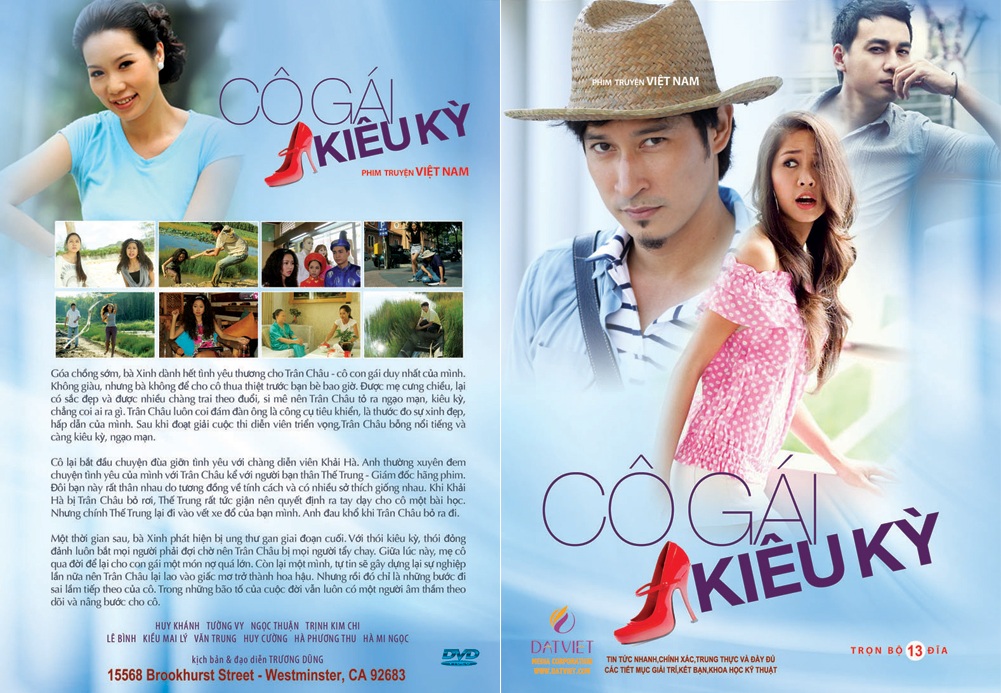 CÔ GÁI
KIÊU KỲ
PHIM TRUYỆN VIỆT NAM
Góa chồng sớm, bà Xinh dành hết tình yêu thương cho Trân Châu - cô con gái duy nhất của mình.
Không giàu, nhưng bà không để cho cô thua thiệt trước bạn bè bao giờ. Được mẹ cưng chiều, lại
có sắc đẹp và được nhiều chàng trai theo đuổi, si mê nên Trân Châu tỏ ra ngạo mạn, kiêu kỳ,
chẳng coi ai ra gì. Trân Châu luôn coi đám đàn ông là công cụ tiêu khiển, là thước đo sự xinh đẹp,
hấp dẫn của mình. Sau khi đoạt giải cuộc thi diễn viên triển vọng,Trân Châu bỗng nổi tiếng và
càng kiêu kỳ, ngạo mạn.
Cô lại bắt đầu chuyện đùa giỡn tình yêu với chàng diễn viên Khải Hà. Anh thường xuyên đem
chuyện tình yêu của mình với Trân Châu kể với người bạn thân Thế Trung - Giám đốc hãng phim.
Đôi bạn này rất thân nhau do tương đồng về tính cách và có nhiều sở thích giống nhau. Khi Khải
Hà bị Trân Châu bỏ rơi, Thế Trung rất tức giận nên quyết định ra tay dạy cho cô một bài học.
Nhưng chính Thế Trung lại đi vào vết xe đổ của bạn mình. Anh đau khổ khi Trân Châu bỏ ra đi.
Một thời gian sau, bà Xinh phát hiện bị ung thư gan giai đoạn cuối. Với thói kiêu kỳ, thói đỏng
đảnh luôn bắt mọi người phải đợi chờ nên Trân Châu bị mọi người tẩy chay. Giữa lúc này, mẹ cô
qua đời để lại cho con gái một món nợ quá lớn. Còn lại một mình, tự tin sẽ gây dựng lại sự nghiệp
lần nữa nên Trân Châu lại lao vào giấc mơ trở thành hoa hậu. Nhưng rồi đó chỉ là những bước đi
sai lầm tiếp theo của cô. Trong những bão tố của cuộc đời vẫn luôn có một người âm thầm theo
dõi và nâng bước cho cô.
HUY KHÁNH TƯỜNG VY NGỌC THUẬN TRỊNH KIM CHI
LÊ BÌNH KIỀU MAI LÝ VĂN TRUNG HUY CƯỜNG HÀ PHƯƠNG THU HÀ MI NGỌC
kịch bản & đạo diễn TRƯƠNG DŨNG
DVD
15568 Brookhurst Street - Westminster, CA 92683
PHIM TRUYỆN VIỆT NAM
CÔ GÁI
KIÊU KỲ
DATVIET
MEDIA CORPORATION
WWW.DATVIET.COM
TIN TỨC NHANH,CHÍNH XÁC,TRUNG THỰC VÀ ĐẦY ĐỦ
CÁC TIẾT MỤC GIẢI TRÍ,KẾT BẠN,KHOA HỌC KỸ THUẬT
TRỌN BỘ 13 ĐĨA